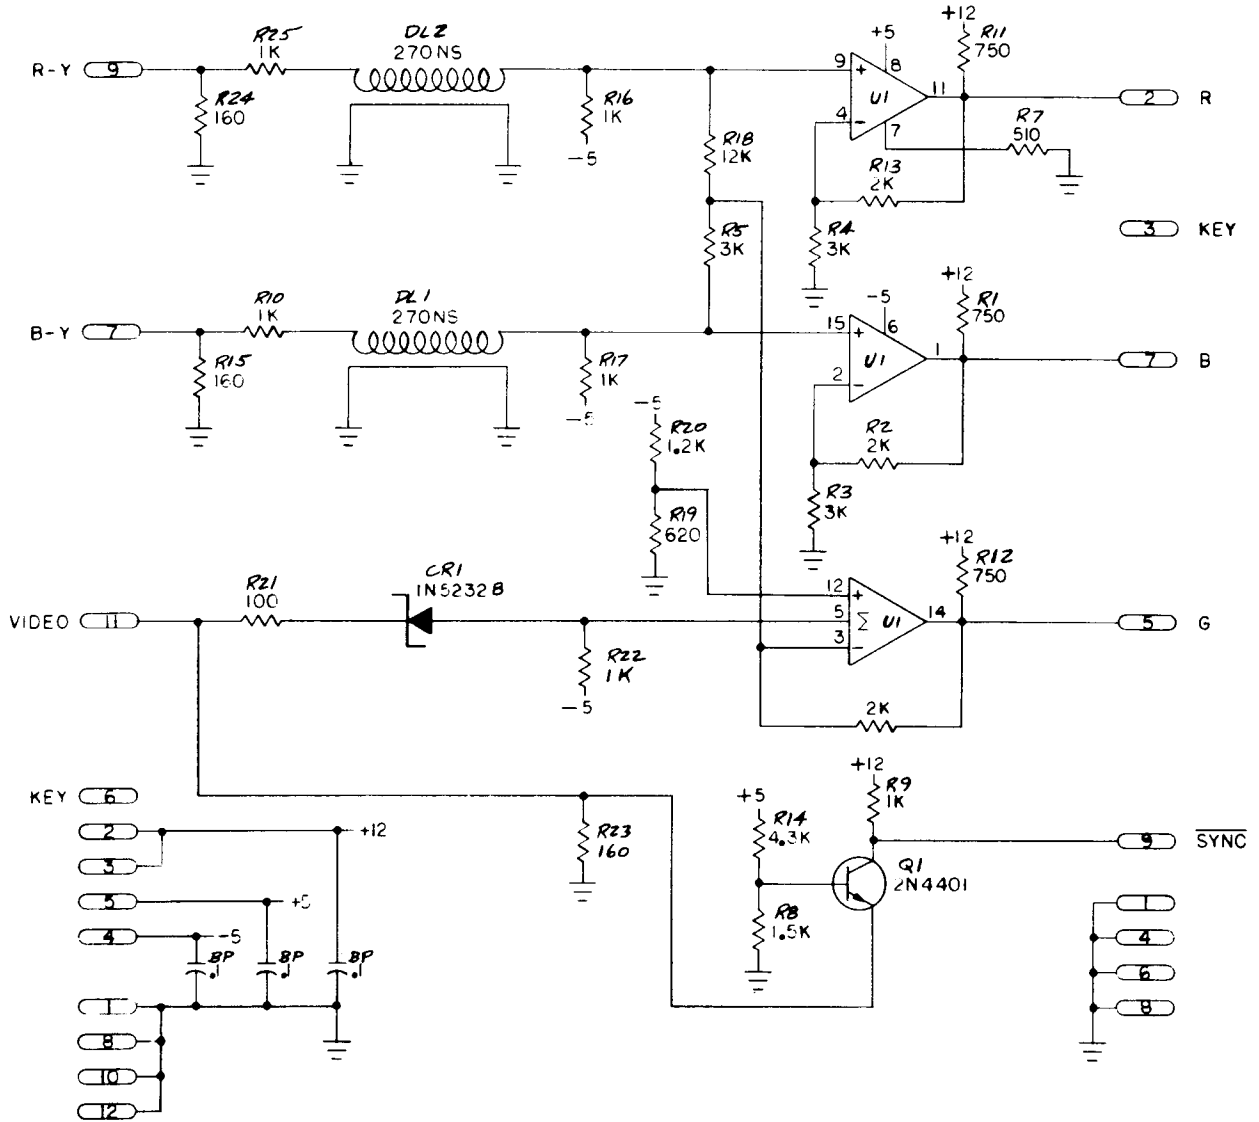 R25
1K
DL2
270NS
+12
R11
750
+5
R-Y 9
9
+
8
U1
11
4
-
7
2 R
R24
160
R16
1K
-5
R18
12K
R7
510
R13
2K
R5
3K
R4
3K
3 KEY
R10
1K
DL1
270NS
+12
R1
750
-5
B-Y 7
15
+
6
U1
1
2
-
7 B
R15
160
R17
1K
-5
-5
R20
1.2K
R2
2K
R3
3K
R19
620
+12
R12
750
R21
100
CR1
1N5232B
VIDEO 11
12
+
5
Σ
U1
14
3
-
5 G
R22
1K
-5
2K
KEY 6
2
+12
3
5
+5
4
-5
BP
.1
BP
.1
BP
.1
1
8
10
12
R23
160
+5
R14
4.3K
+12
R9
1K
9 SYNC
Q1
2N4401
R8
1.5K
1
4
6
8